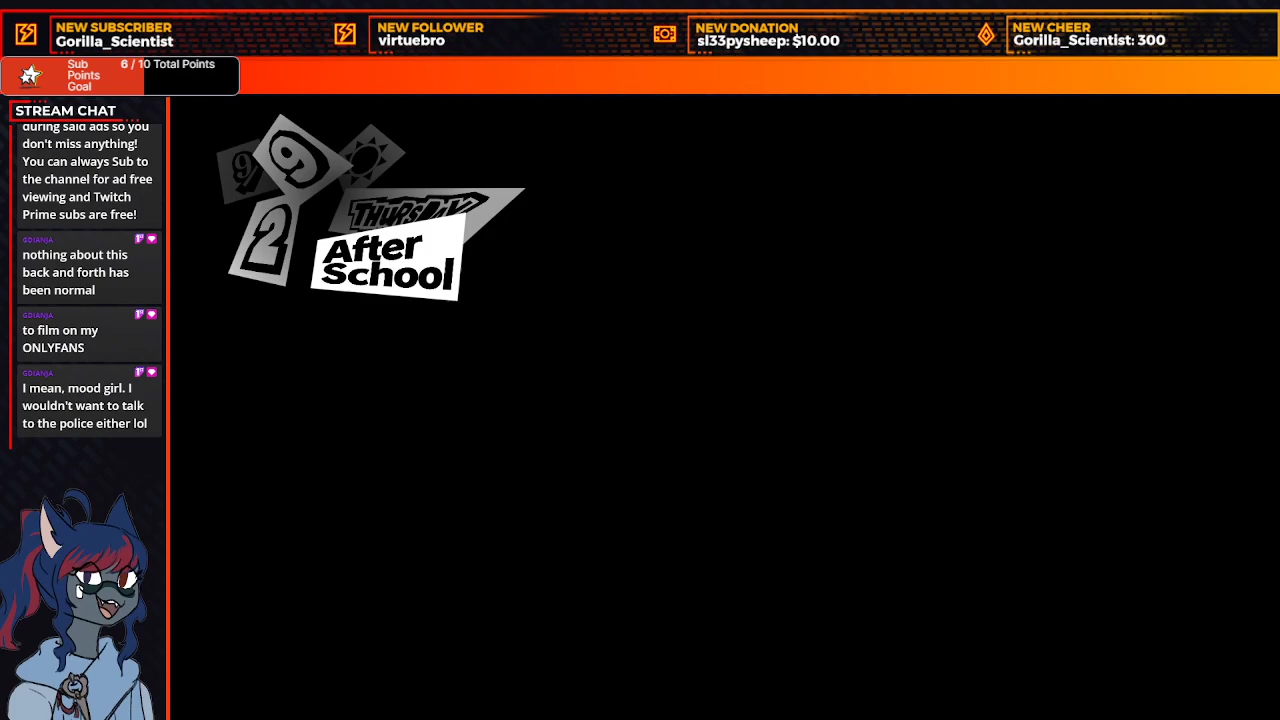 NEW SUBSCRIBER
Gorilla_Scientist
NEW FOLLOWER
virtuebro
NEW DONATION
sl33pysheep: $10.00
NEW CHEER
Gorilla_Scientist: 300
Sub
Points
Goal
6 / 10 Total Points
STREAM CHAT
during said ads so you
don't miss anything!
You can always Sub to
the channel for ad free
viewing and Twitch
Prime subs are free!
GDIANJA
nothing about this
back and forth has
been normal
GDIANJA
to film on my
ONLYFANS
GDIANJA
I mean, mood girl. I
wouldn't want to talk
to the police either lol
9/
9
2
THURSDAY
After
School